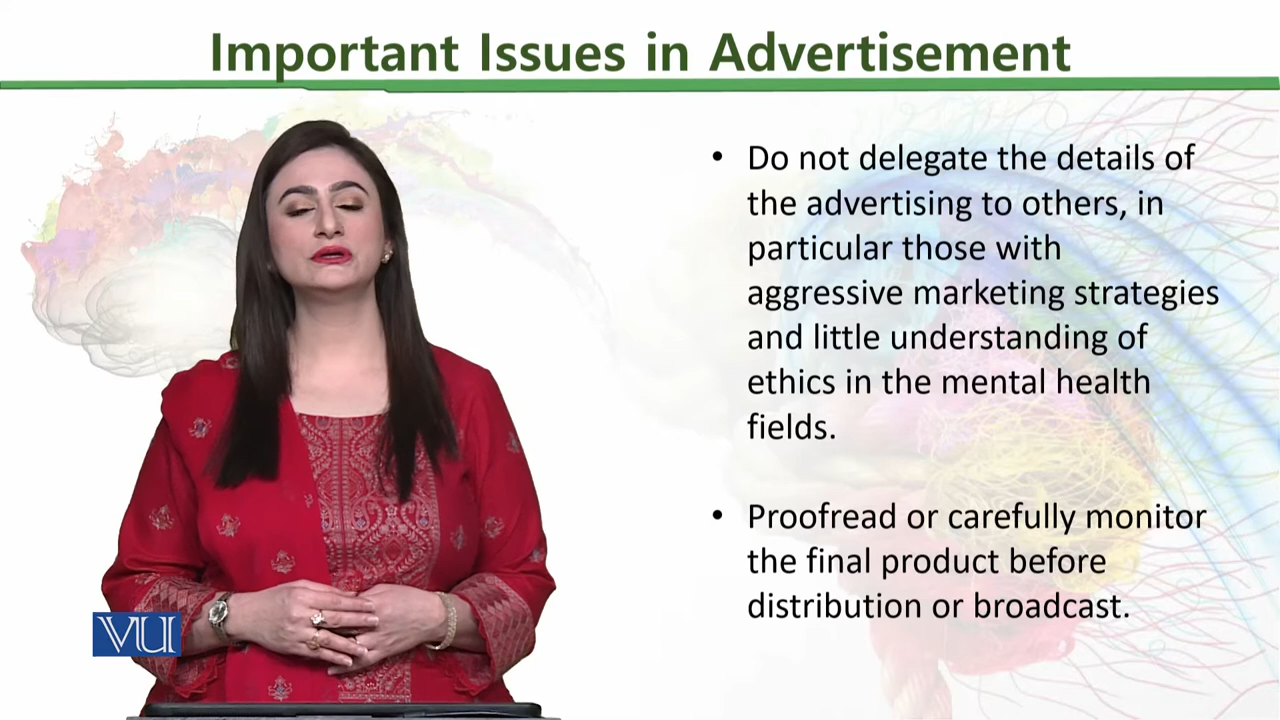 Important Issues in Advertisement
• Do not delegate the details of
the advertising to others, in
particular those with
aggressive marketing strategies
and little understanding of
ethics in the mental health
fields.
• Proofread or carefully monitor
the final product before
distribution or broadcast.
VU